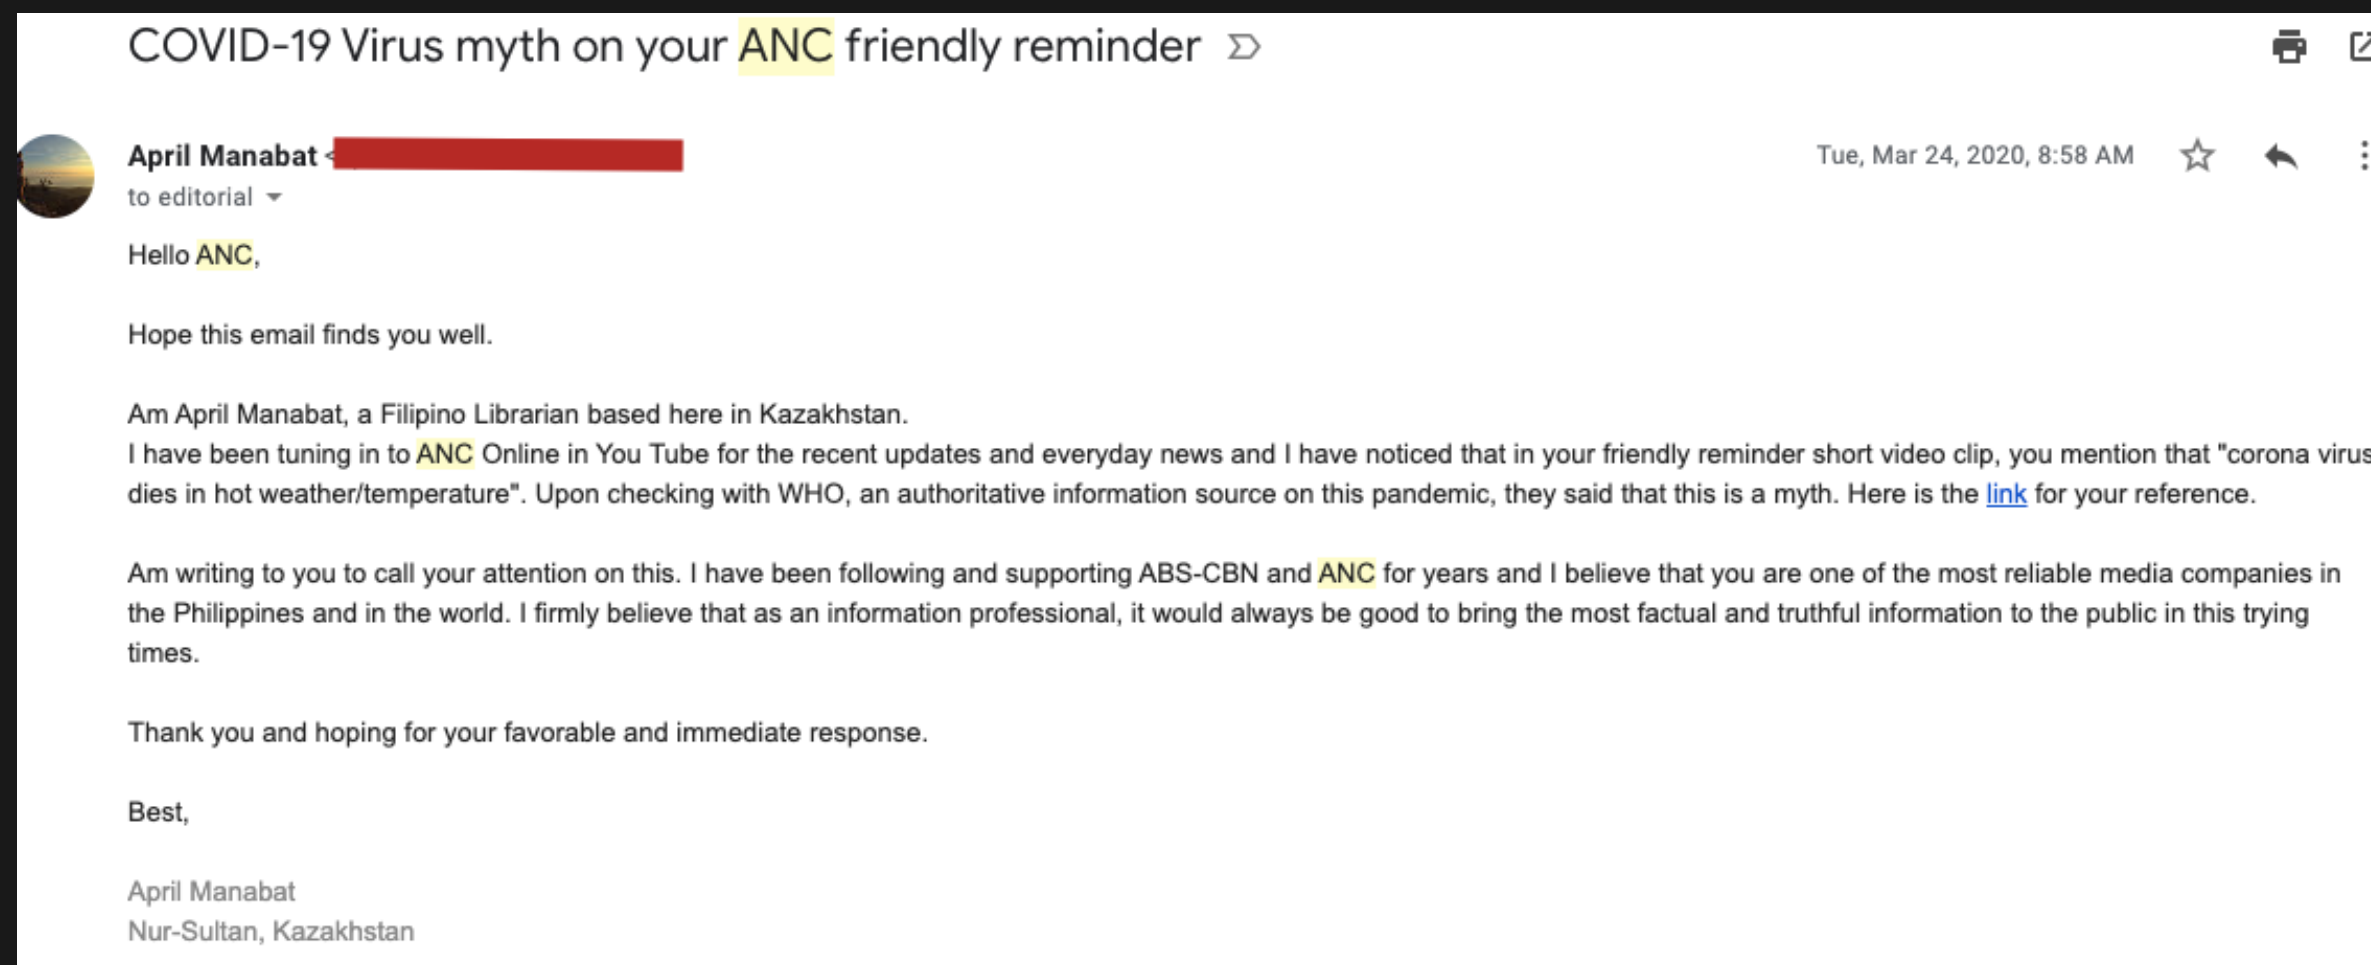 COVID-19 Virus myth on your ANC friendly reminder
April Manabat <
Tue, Mar 24, 2020, 8:58 AM
to editorial
Hello ANC,
Hope this email finds you well.
Am April Manabat, a Filipino Librarian based here in Kazakhstan.
I have been tuning in to ANC Online in You Tube for the recent updates and everyday news and I have noticed that in your friendly reminder short video clip, you mention that "corona virus
dies in hot weather/temperature". Upon checking with WHO, an authoritative information source on this pandemic, they said that this is a myth. Here is the link for your reference.
Am writing to you to call your attention on this. I have been following and supporting ABS-CBN and ANC for years and I believe that you are one of the most reliable media companies in
the Philippines and in the world. I firmly believe that as an information professional, it would always be good to bring the most factual and truthful information to the public in this trying
times.
Thank you and hoping for your favorable and immediate response.
Best,
April Manabat
Nur-Sultan, Kazakhstan